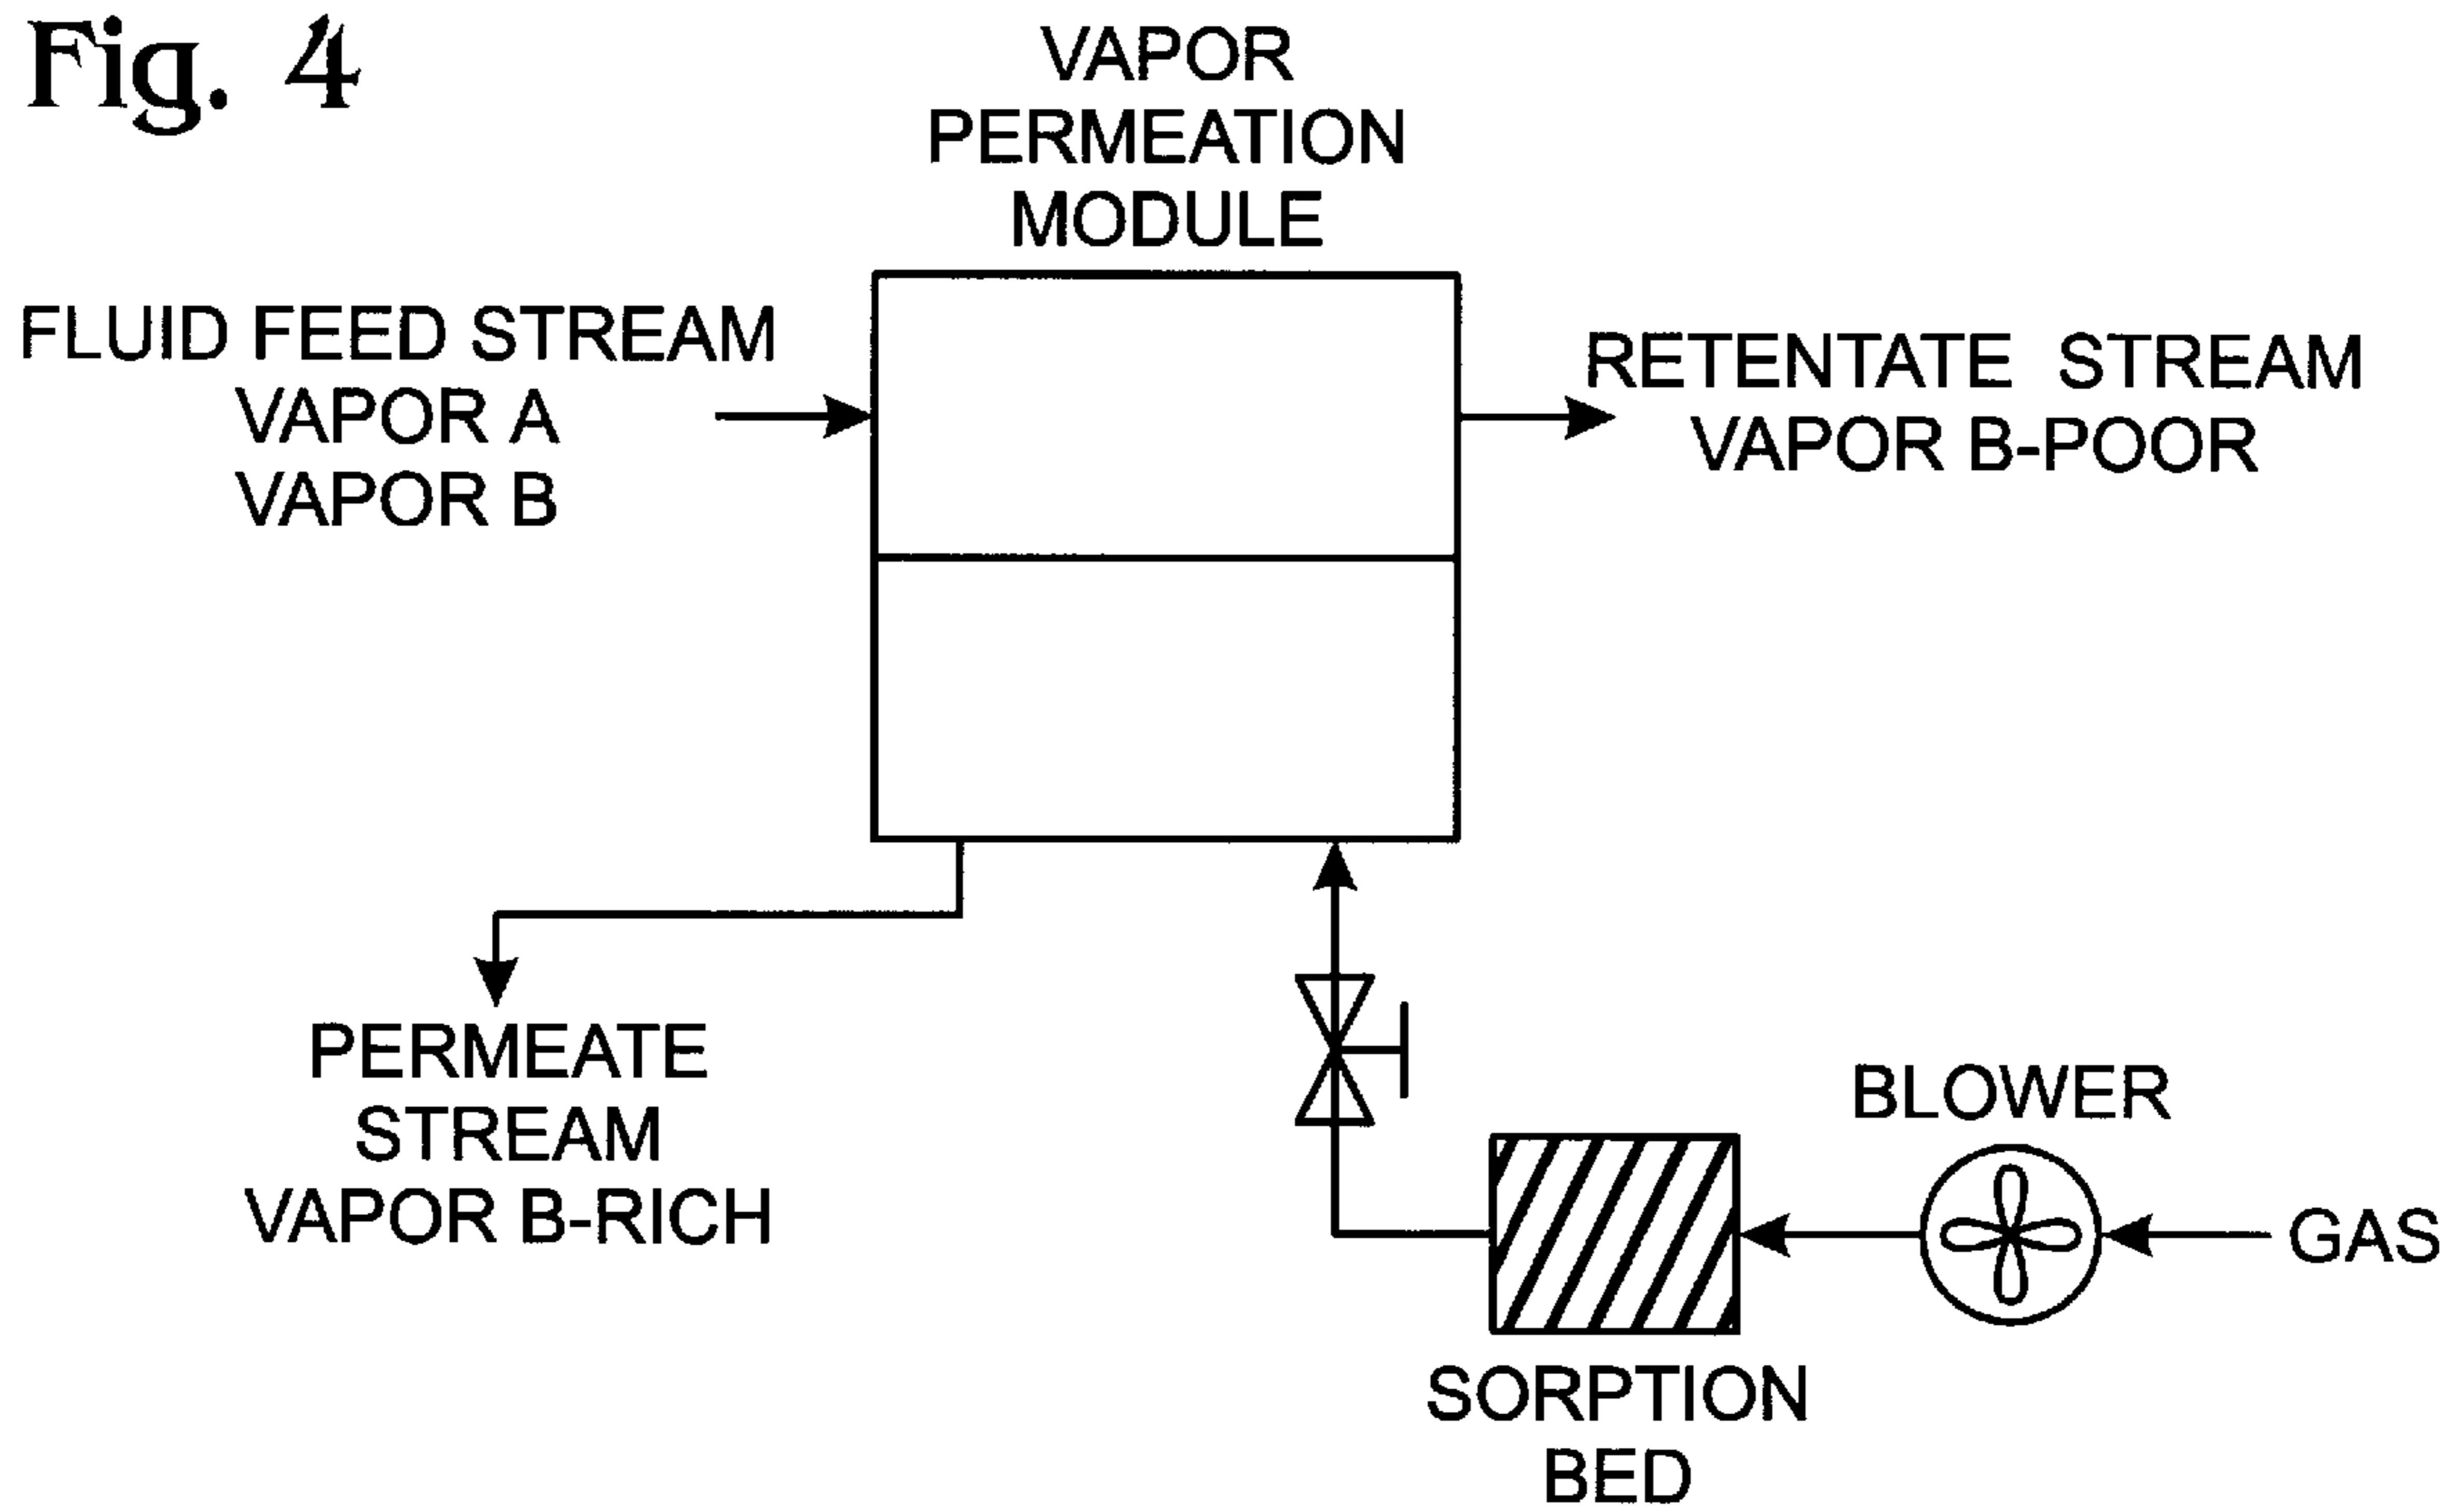 Fig. 4
VAPOR
PERMEATION
MODULE
FLUID FEED STREAM
VAPOR A
VAPOR B
RETENTATE STREAM
VAPOR B-POOR
PERMEATE
STREAM
VAPOR B-RICH
BLOWER
GAS
SORPTION
BED